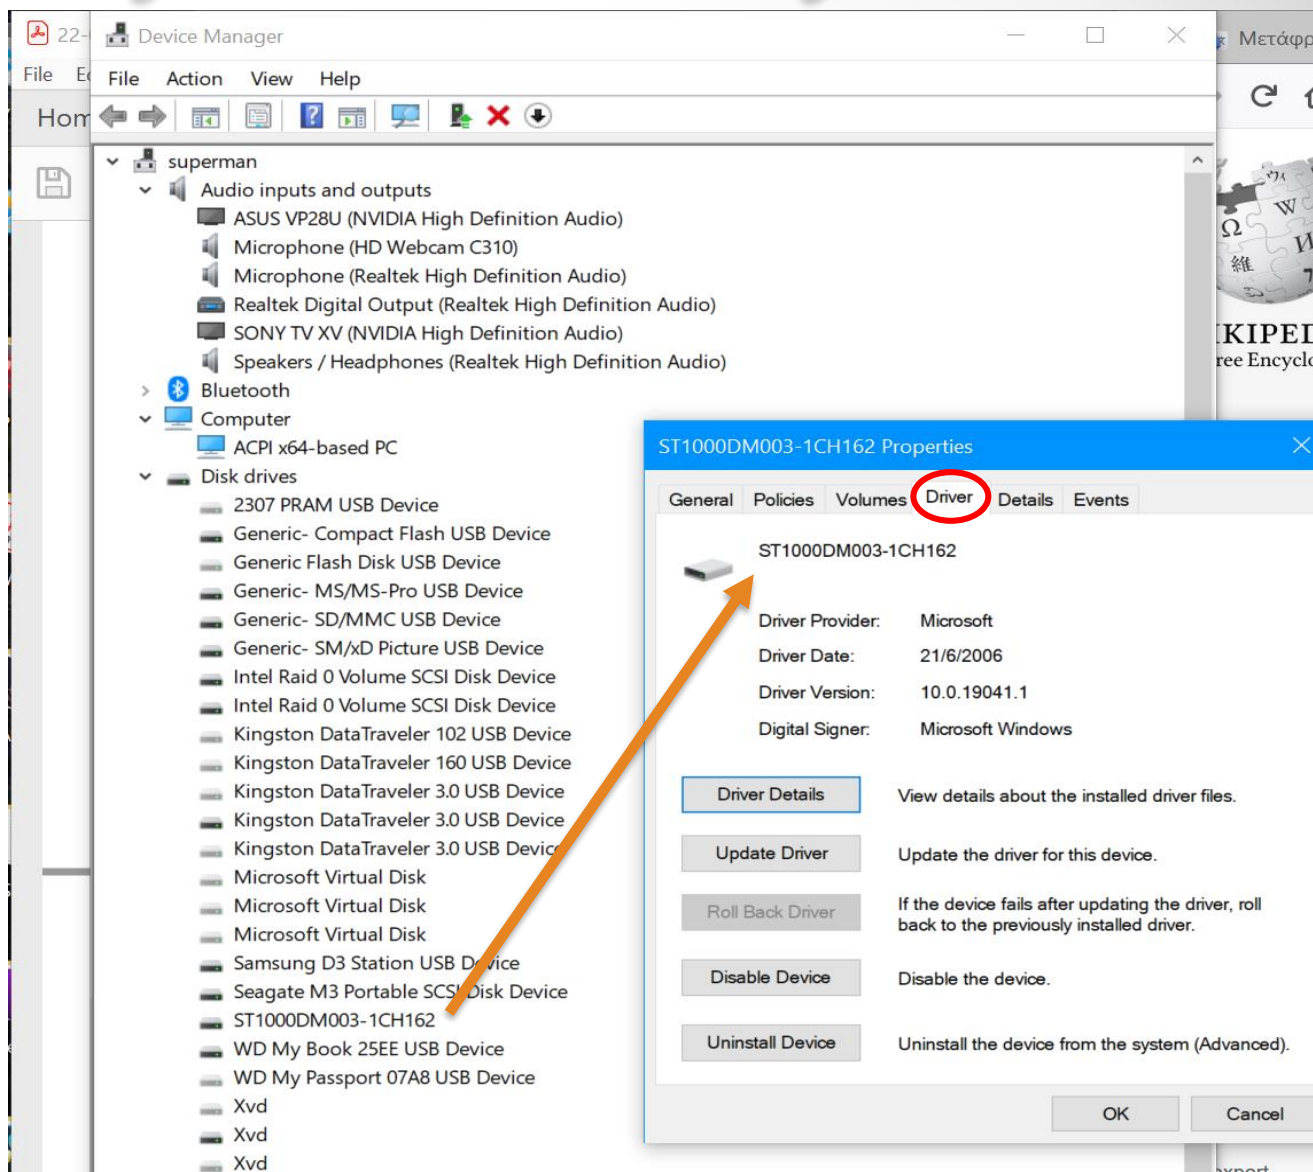 22-
Device Manager
Μετάφρ
File
File Action View Help
Hom
superman
Audio inputs and outputs
ASUS VP28U (NVIDIA High Definition Audio)
Microphone (HD Webcam C310)
Microphone (Realtek High Definition Audio)
Realtek Digital Output (Realtek High Definition Audio)
SONY TV XV (NVIDIA High Definition Audio)
Speakers / Headphones (Realtek High Definition Audio)
Bluetooth
Computer
ACPI x64-based PC
Disk drives
2307 PRAM USB Device
Generic- Compact Flash USB Device
Generic Flash Disk USB Device
Generic- MS/MS-Pro USB Device
Generic- SD/MMC USB Device
Generic- SM/xD Picture USB Device
Intel Raid 0 Volume SCSI Disk Device
Intel Raid 0 Volume SCSI Disk Device
Kingston DataTraveler 102 USB Device
Kingston DataTraveler 160 USB Device
Kingston DataTraveler 3.0 USB Device
Kingston DataTraveler 3.0 USB Device
Kingston DataTraveler 3.0 USB Device
Microsoft Virtual Disk
Microsoft Virtual Disk
Microsoft Virtual Disk
Samsung D3 Station USB Device
Seagate M3 Portable SCSI Disk Device
ST1000DM003-1CH162
WD My Book 25EE USB Device
WD My Passport 07A8 USB Device
Xvd
Xvd
Xvd
Ω W И 維 7
IKIPED
ree Encyclo
ST1000DM003-1CH162 Properties
General Policies Volumes Driver Details Events
ST1000DM003-1CH162
Driver Provider: Microsoft
Driver Date: 21/6/2006
Driver Version: 10.0.19041.1
Digital Signer: Microsoft Windows
Driver Details View details about the installed driver files.
Update Driver Update the driver for this device.
Roll Back Driver If the device fails after updating the driver, roll
back to the previously installed driver.
Disable Device Disable the device.
Uninstall Device Uninstall the device from the system (Advanced).
OK Cancel